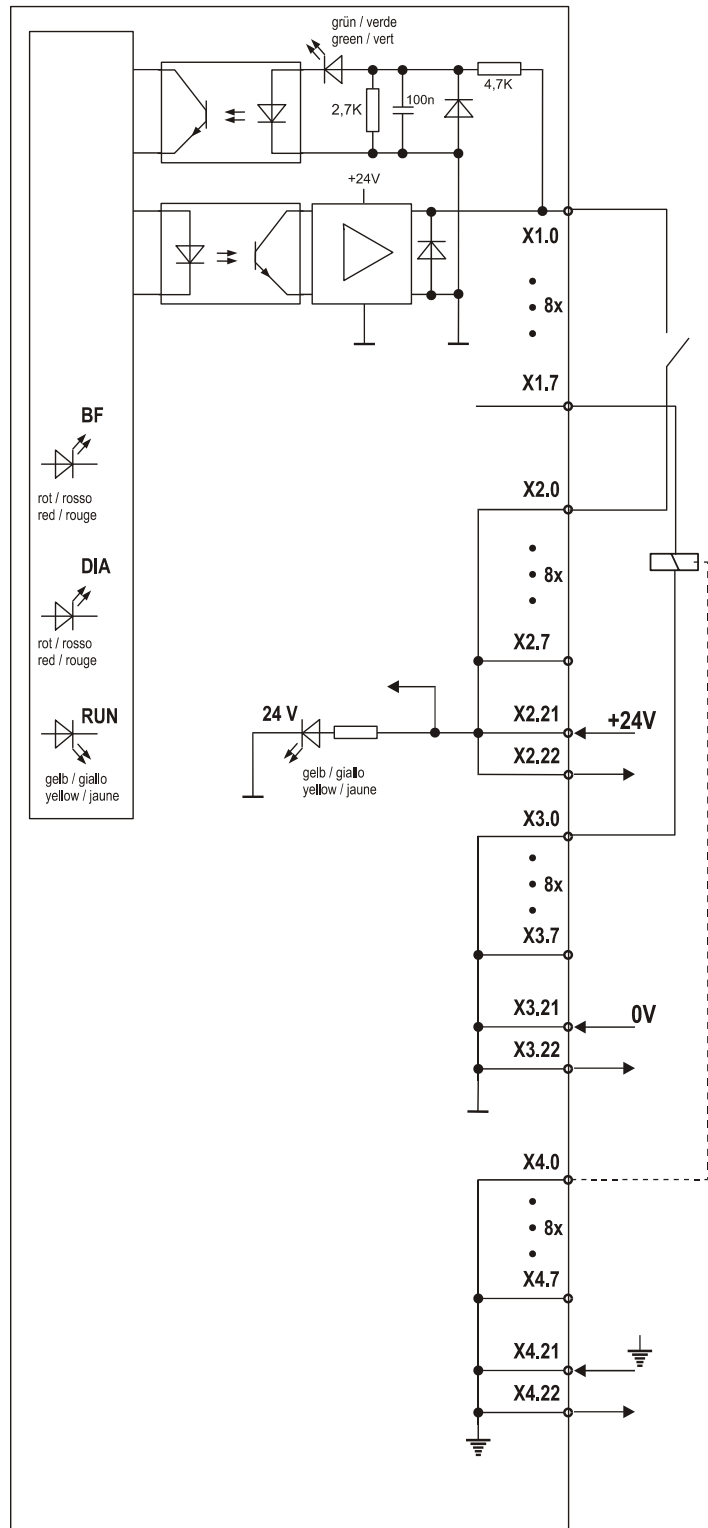 grün / verde
green / vert
4,7K
2,7K
100n
+24V
X1.0
8x
X1.7
BF
rot / rosso
red / rouge
X2.0
8x
DIA
rot / rosso
red / rouge
X2.7
RUN
gelb / giallo
yellow / jaune
24 V
gelb / giallo
yellow / jaune
X2.21
+24V
X2.22
X3.0
8x
X3.7
X3.21
0V
X3.22
X4.0
8x
X4.7
X4.21
X4.22